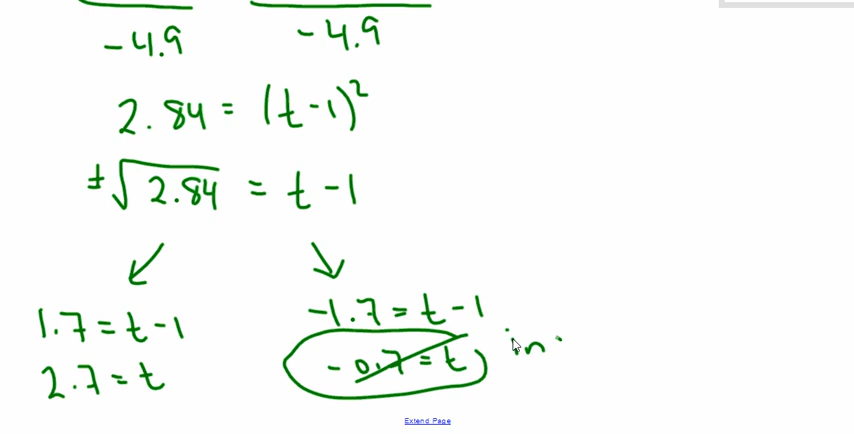 -4.9 -4.9
2.84 = (t-1)²
±√2.84 = t-1
1.7 = t-1
2.7 = t
-1.7 = t-1
-0.7 = t in
Extend Page